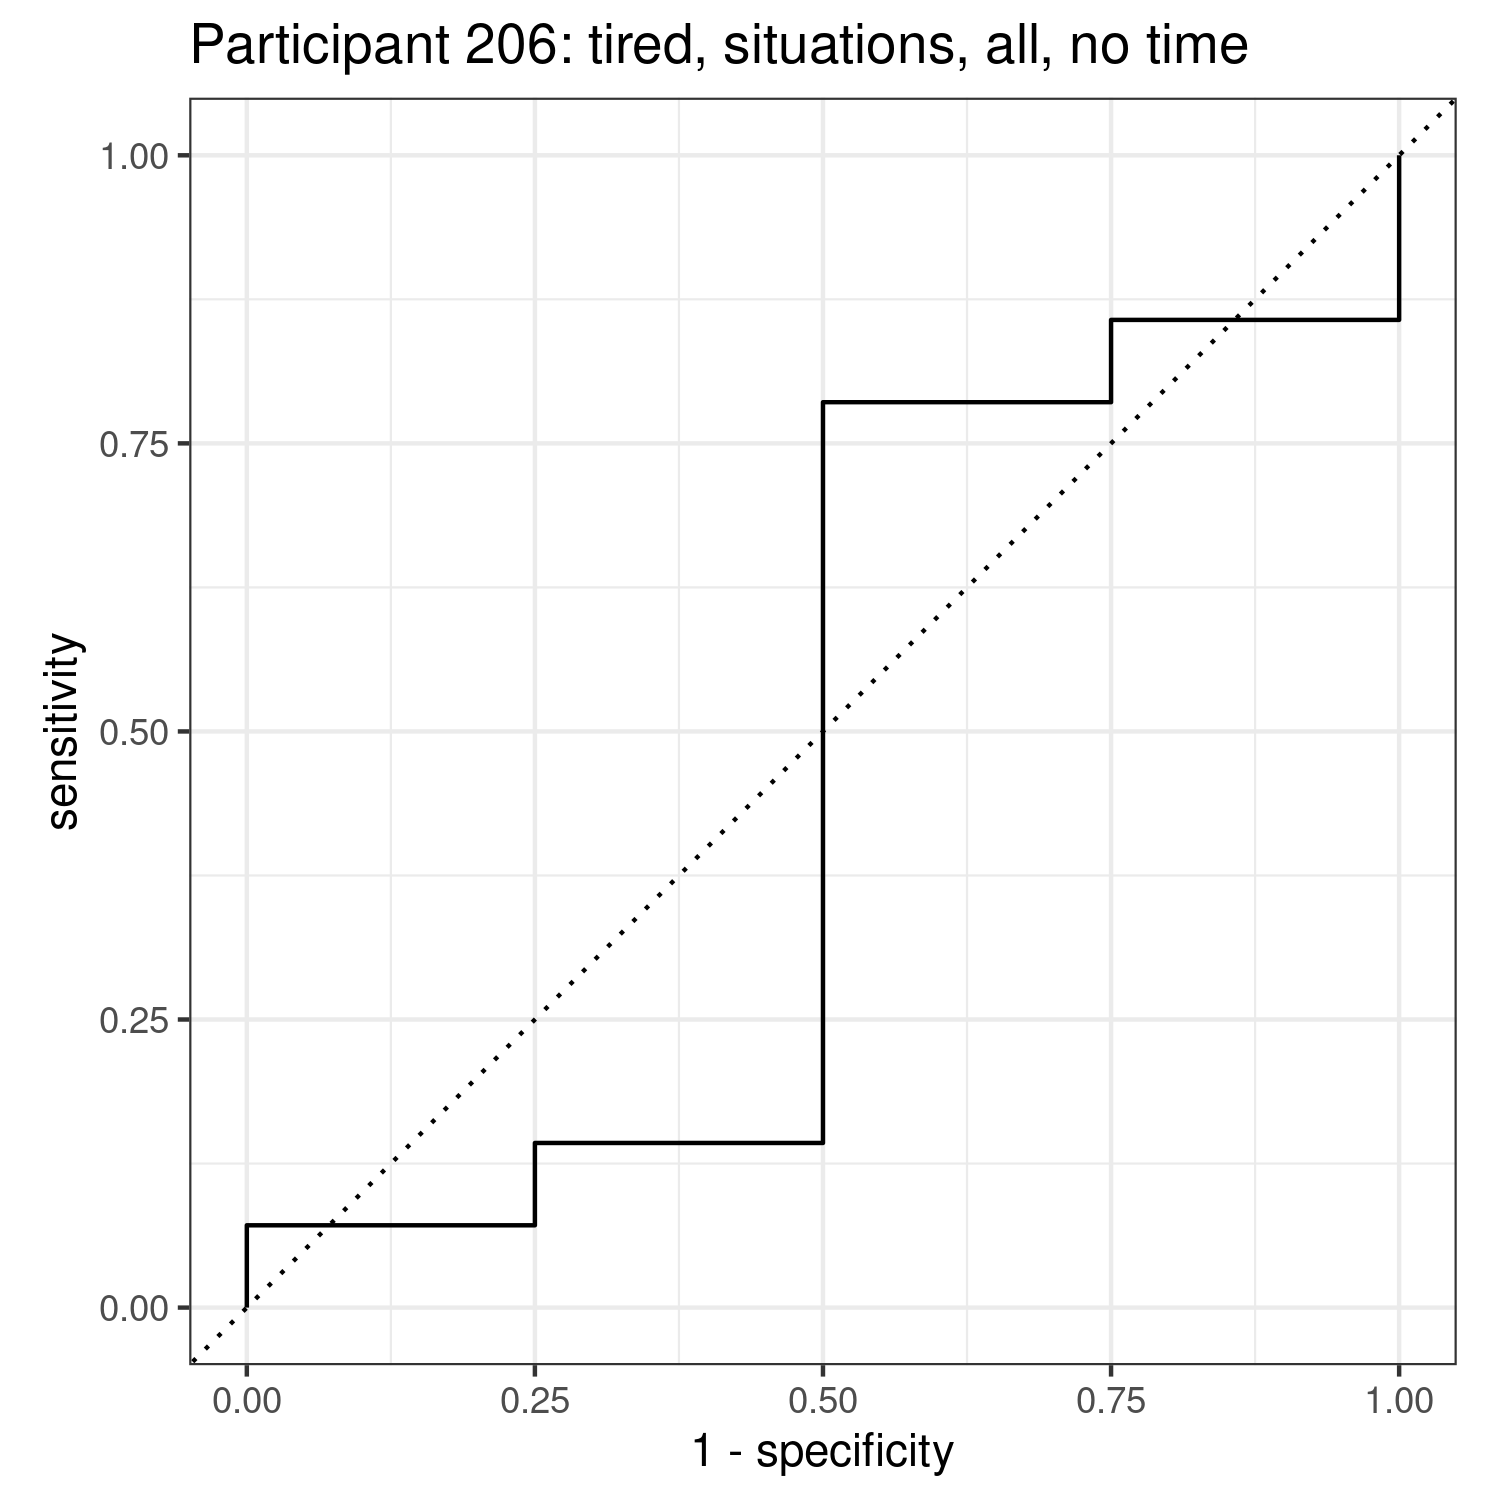 Participant 206: tired, situations, all, no time
1.00
0.75
0.50
0.25
0.00
sensitivity
0.00 0.25 0.50 0.75 1.00
1 - specificity